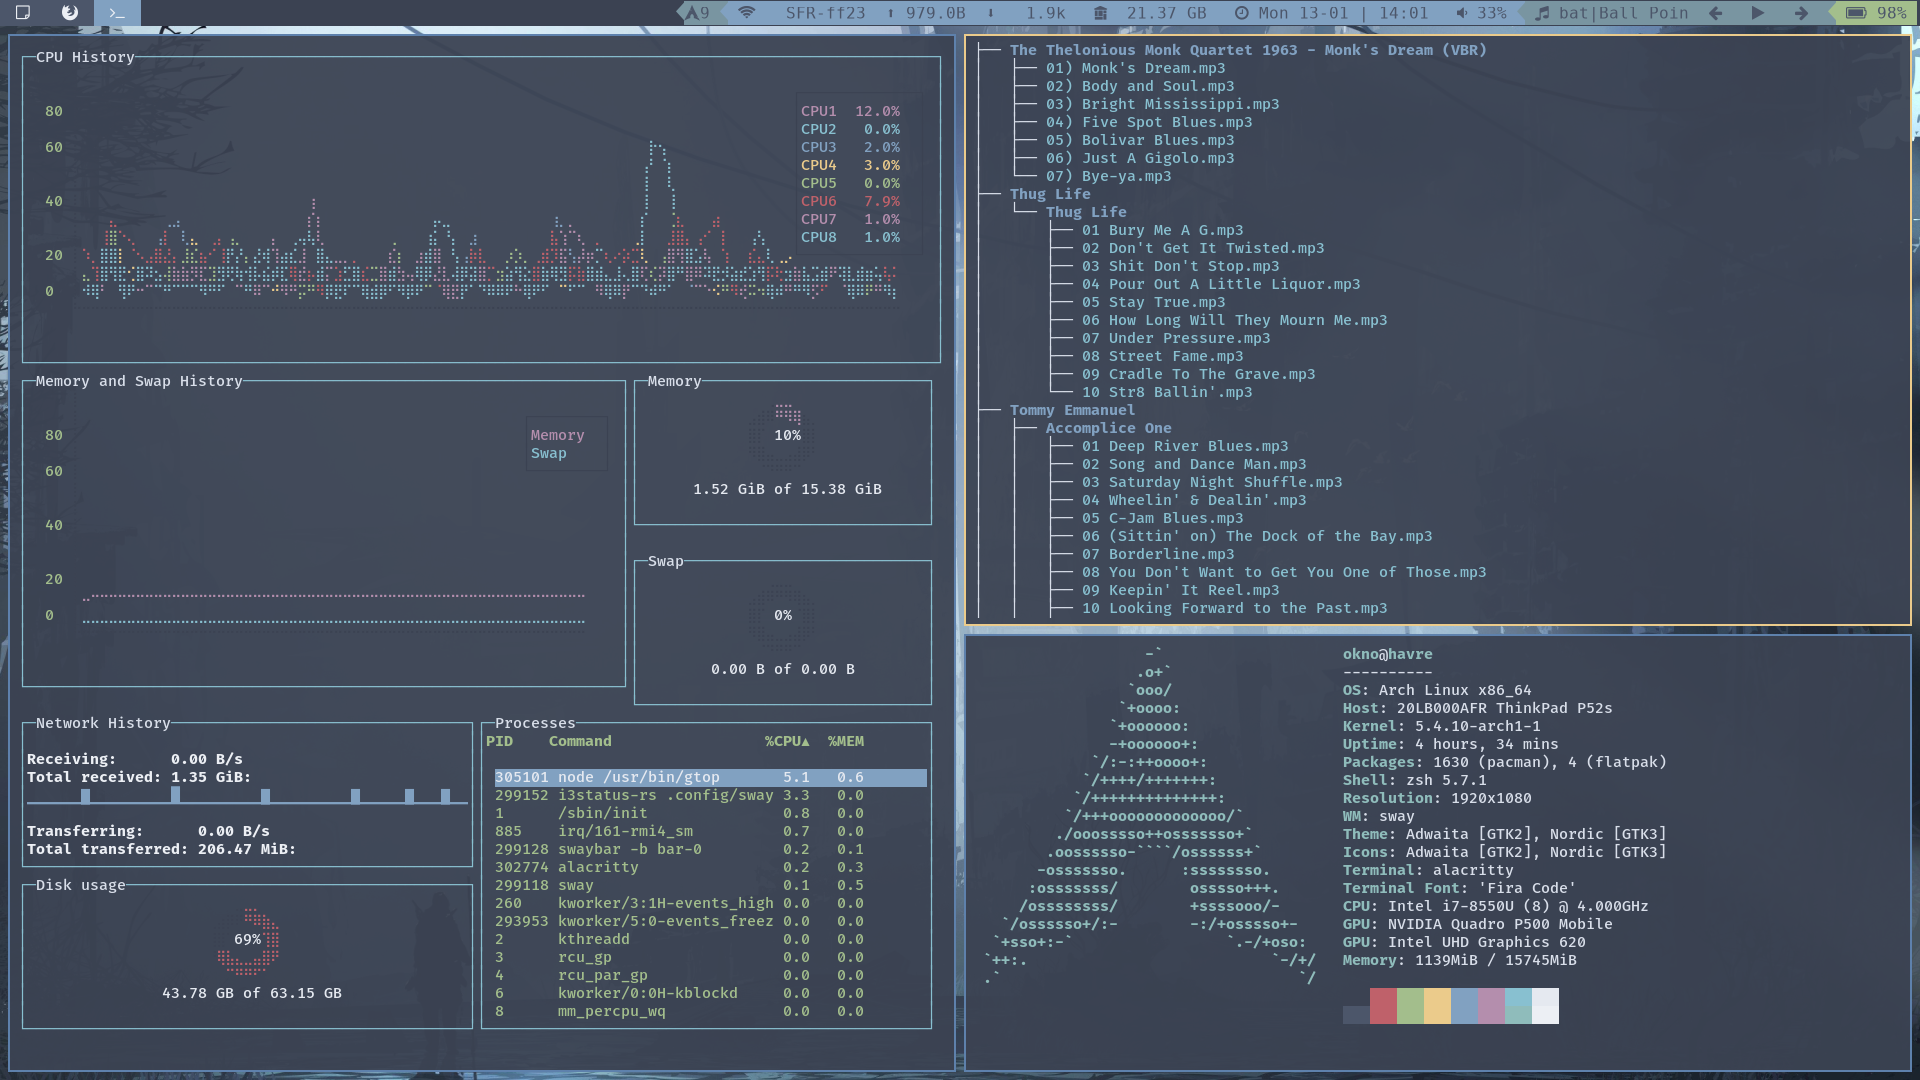 9 SFR-ff23 979.0B 1.9k 21.37 GB Mon 13-01 | 14:01 33% bat|Ball Poin 98%
CPU History
80
60
40
20
0
CPU1 12.0%
CPU2 0.0%
CPU3 2.0%
CPU4 3.0%
CPU5 0.0%
CPU6 7.9%
CPU7 1.0%
CPU8 1.0%
Memory and Swap History
80
60
40
20
0
Memory
Swap
Memory
10%
1.52 GiB of 15.38 GiB
Swap
0%
0.00 B of 0.00 B
Network History
Receiving: 0.00 B/s
Total received: 1.35 GiB:
Transferring: 0.00 B/s
Total transferred: 206.47 MiB:
Disk usage
69%
43.78 GB of 63.15 GB
Processes
PID Command %CPU▲ %MEM
305101 node /usr/bin/gtop 5.1 0.6
299152 i3status-rs .config/sway 3.3 0.0
1 /sbin/init 0.8 0.0
885 irq/161-rmi4_sm 0.7 0.0
299128 swaybar -b bar-0 0.2 0.1
302774 alacritty 0.2 0.3
299118 sway 0.1 0.5
260 kworker/3:1H-events_high 0.0 0.0
293953 kworker/5:0-events_freez 0.0 0.0
2 kthreadd 0.0 0.0
3 rcu_gp 0.0 0.0
4 rcu_par_gp 0.0 0.0
6 kworker/0:0H-kblockd 0.0 0.0
8 mm_percpu_wq 0.0 0.0
The Thelonious Monk Quartet 1963 - Monk's Dream (VBR)
01) Monk's Dream.mp3
02) Body and Soul.mp3
03) Bright Mississippi.mp3
04) Five Spot Blues.mp3
05) Bolivar Blues.mp3
06) Just A Gigolo.mp3
07) Bye-ya.mp3
Thug Life
Thug Life
01 Bury Me A G.mp3
02 Don't Get It Twisted.mp3
03 Shit Don't Stop.mp3
04 Pour Out A Little Liquor.mp3
05 Stay True.mp3
06 How Long Will They Mourn Me.mp3
07 Under Pressure.mp3
08 Street Fame.mp3
09 Cradle To The Grave.mp3
10 Str8 Ballin'.mp3
Tommy Emmanuel
Accomplice One
01 Deep River Blues.mp3
02 Song and Dance Man.mp3
03 Saturday Night Shuffle.mp3
04 Wheelin' & Dealin'.mp3
05 C-Jam Blues.mp3
06 (Sittin' on) The Dock of the Bay.mp3
07 Borderline.mp3
08 You Don't Want to Get You One of Those.mp3
09 Keepin' It Reel.mp3
10 Looking Forward to the Past.mp3
-`
.o+`
`ooo/
`+oooo:
`+oooooo:
-+oooooo+:
`/:-:++oooo+:
`/++++/+++++++:
`/++++++++++++++:
`/+++ooooooooooooo/`
./ooosssso++osssssso+`
.oossssso-````/ossssss+`
-osssssso. :ssssssso.
:osssssss/ osssso+++.
/ossssssss/ +ssssooo/-
`/ossssso+/:- -:/+osssso+-
`+sso+:-` `.-/+oso:
`++:. `-/+/
.` `/
okno@havre
----------
OS: Arch Linux x86_64
Host: 20LB000AFR ThinkPad P52s
Kernel: 5.4.10-arch1-1
Uptime: 4 hours, 34 mins
Packages: 1630 (pacman), 4 (flatpak)
Shell: zsh 5.7.1
Resolution: 1920x1080
WM: sway
Theme: Adwaita [GTK2], Nordic [GTK3]
Icons: Adwaita [GTK2], Nordic [GTK3]
Terminal: alacritty
Terminal Font: 'Fira Code'
CPU: Intel i7-8550U (8) @ 4.000GHz
GPU: NVIDIA Quadro P500 Mobile
GPU: Intel UHD Graphics 620
Memory: 1139MiB / 15745MiB